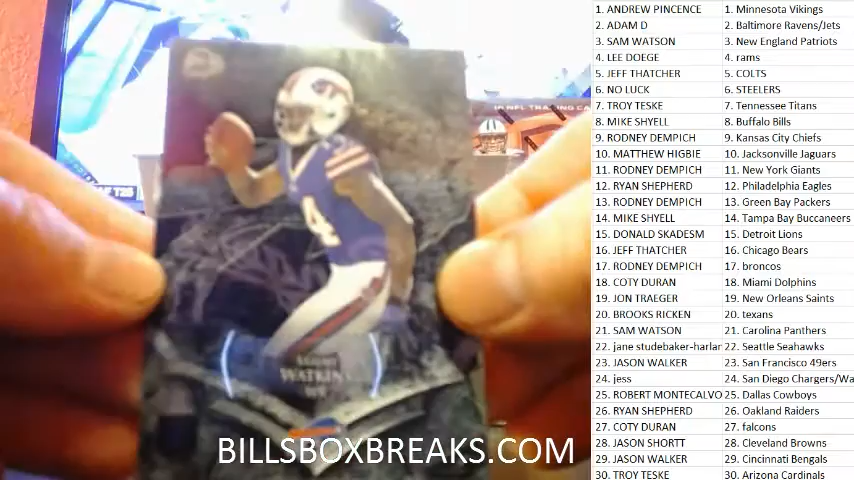 1. ANDREW PINCENCE 1. Minnesota Vikings
2. ADAM D 2. Baltimore Ravens/Jets
3. SAM WATSON 3. New England Patriots
4. LEE DOEGE 4. rams
5. JEFF THATCHER 5. COLTS
6. NO LUCK 6. STEELERS
7. TROY TESKE 7. Tennessee Titans
8. MIKE SHYELL 8. Buffalo Bills
9. RODNEY DEMPICH 9. Kansas City Chiefs
10. MATTHEW HIGBIE 10. Jacksonville Jaguars
11. RODNEY DEMPICH 11. New York Giants
12. RYAN SHEPHERD 12. Philadelphia Eagles
13. RODNEY DEMPICH 13. Green Bay Packers
14. MIKE SHYELL 14. Tampa Bay Buccaneers
15. DONALD SKADESM 15. Detroit Lions
16. JEFF THATCHER 16. Chicago Bears
17. RODNEY DEMPICH 17. broncos
18. COTY DURAN 18. Miami Dolphins
19. JON TRAEGER 19. New Orleans Saints
20. BROOKS RICKEN 20. texans
21. SAM WATSON 21. Carolina Panthers
22. jane studebaker-harlar 22. Seattle Seahawks
23. JASON WALKER 23. San Francisco 49ers
24. jess 24. San Diego Chargers/Wa
25. ROBERT MONTECALVO 25. Dallas Cowboys
26. RYAN SHEPHERD 26. Oakland Raiders
27. COTY DURAN 27. falcons
28. JASON SHORTT 28. Cleveland Browns
29. JASON WALKER 29. Cincinnati Bengals
30. TROY TESKE 30. Arizona Cardinals
NFL TRADING CA
4
WATKINS
BILLSBOXBREAKS.COM